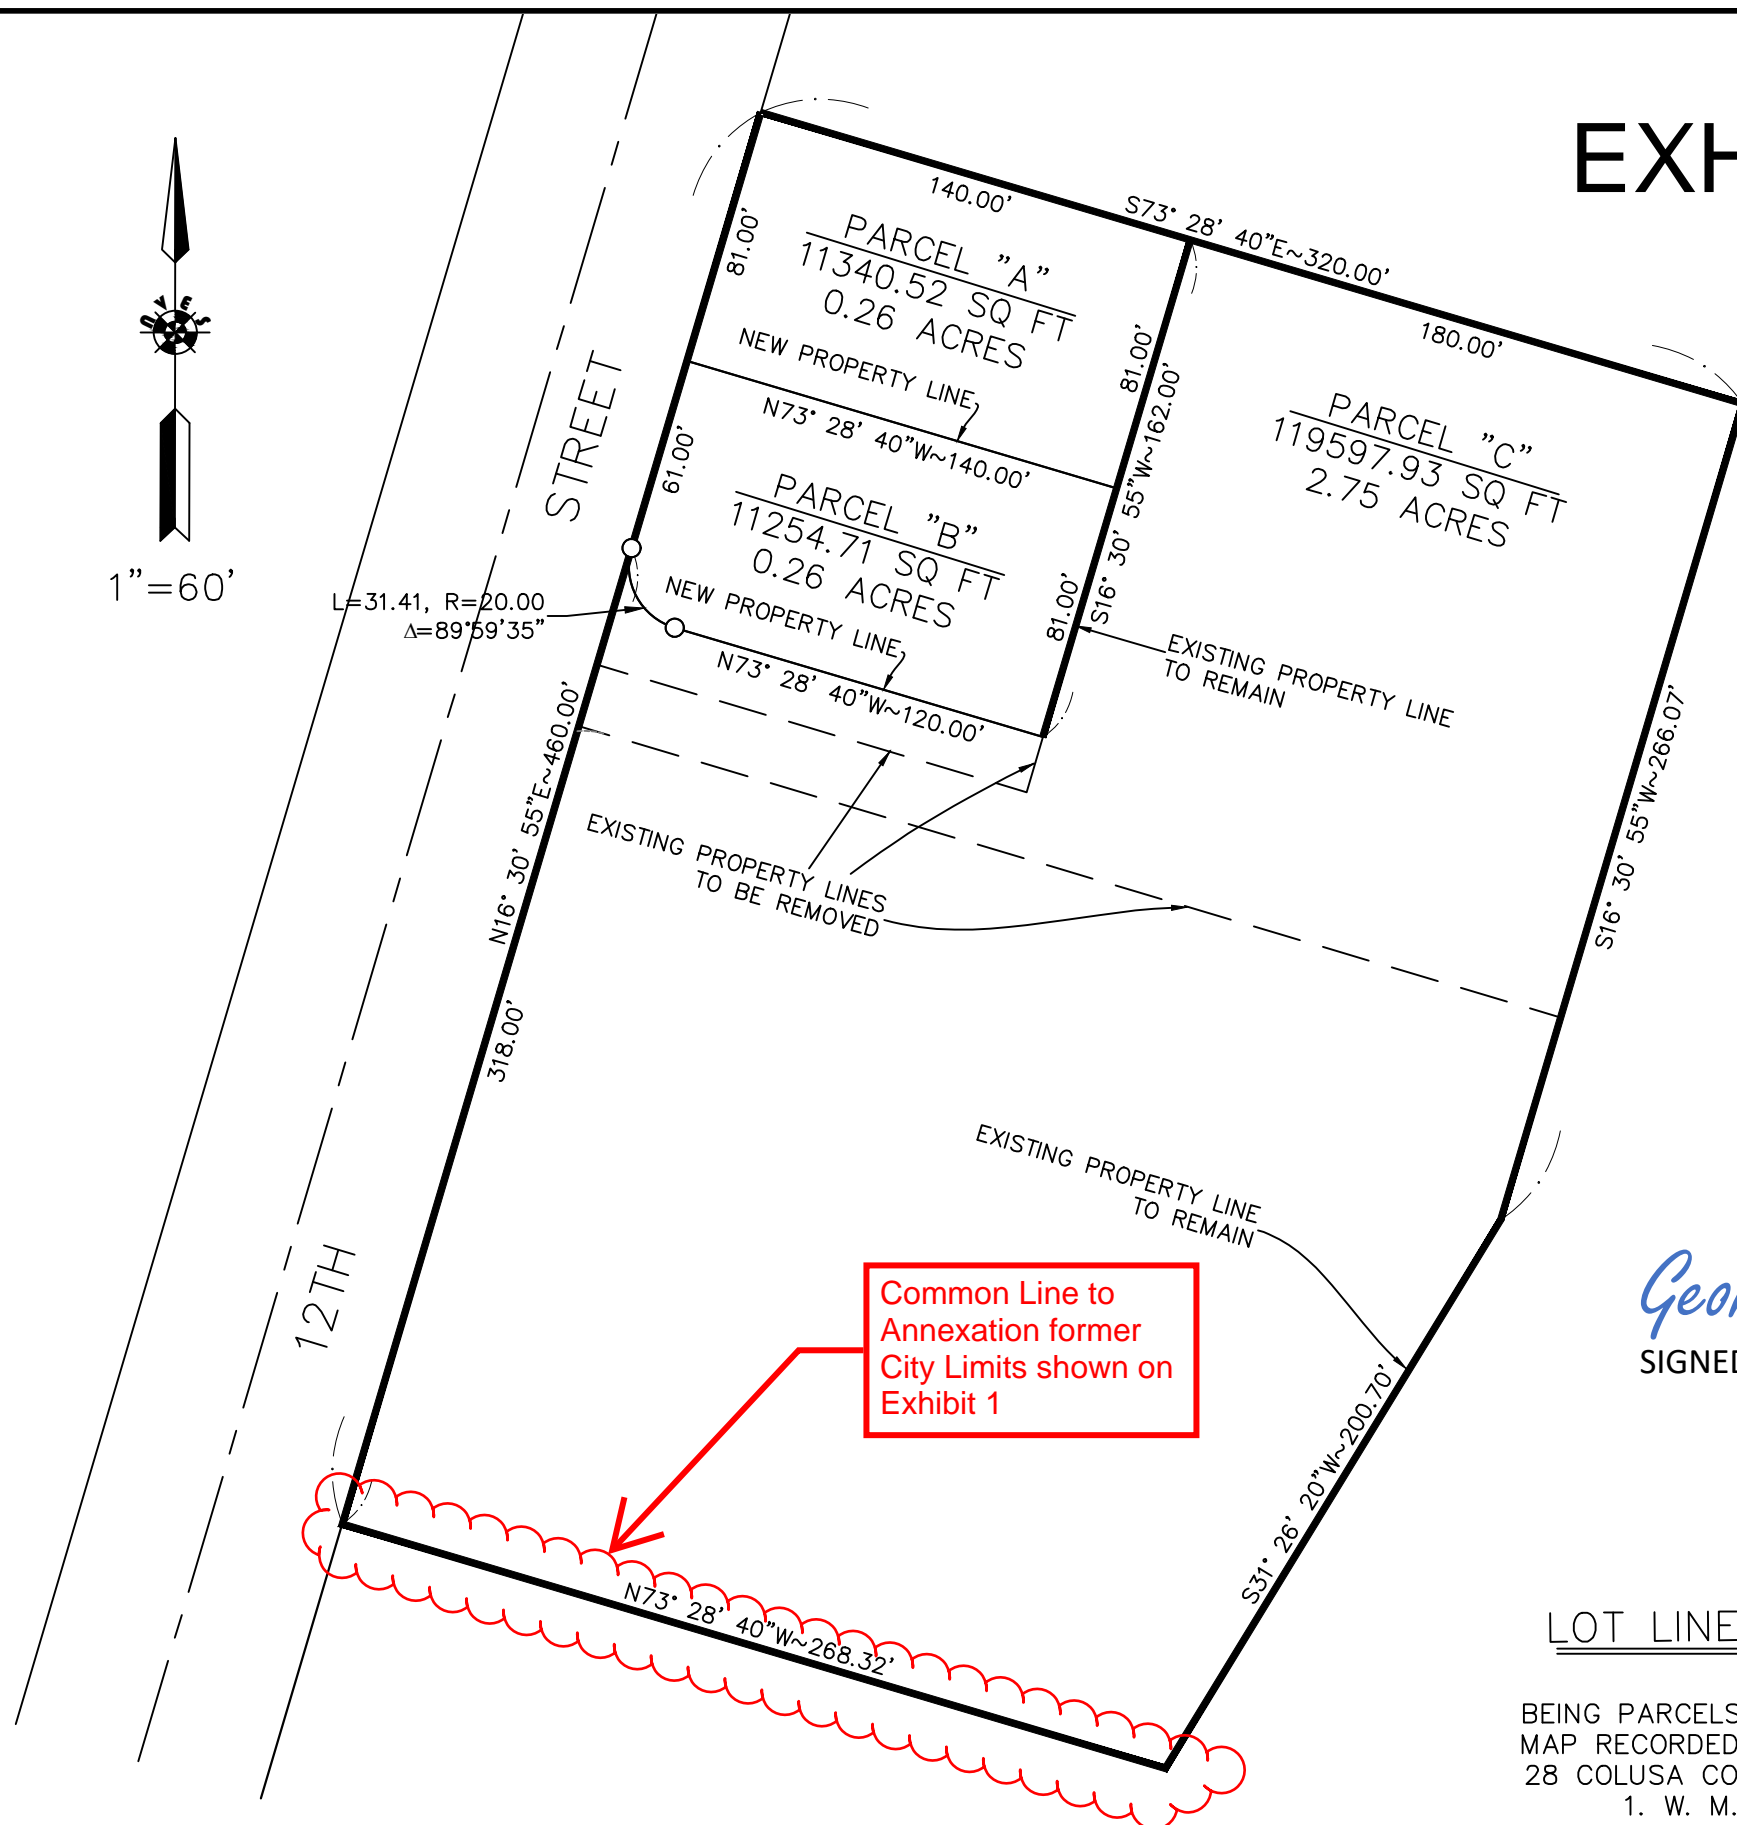 EXH
140.00'
S73° 28' 40"E~320.00'
180.00'
81.00'
PARCEL "A"
11340.52 SQ FT
0.26 ACRES
NEW PROPERTY LINE
N73° 28' 40"W~140.00'
81.00'
S16° 30' 55"W~162.00'
PARCEL "C"
119597.93 SQ FT
2.75 ACRES
STREET
61.00'
PARCEL "B"
11254.71 SQ FT
0.26 ACRES
NEW PROPERTY LINE
N73° 28' 40"W~120.00'
81.00'
UVES
1"=60'
L=31.41, R=20.00
Δ=89°59'35"
EXISTING PROPERTY LINE
TO REMAIN
S16° 30' 55"W~266.07'
N16° 30' 55"E~460.00'
EXISTING PROPERTY LINES
TO BE REMOVED
318.00'
EXISTING PROPERTY LINE
TO REMAIN
12TH
Common Line to
Annexation former
City Limits shown on
Exhibit 1
S31° 26' 20"W~200.70'
N73° 28' 40"W~268.32'
Geor
SIGNED
LOT LINE
BEING PARCELS
MAP RECORDED
28 COLUSA CO
1. W. M.